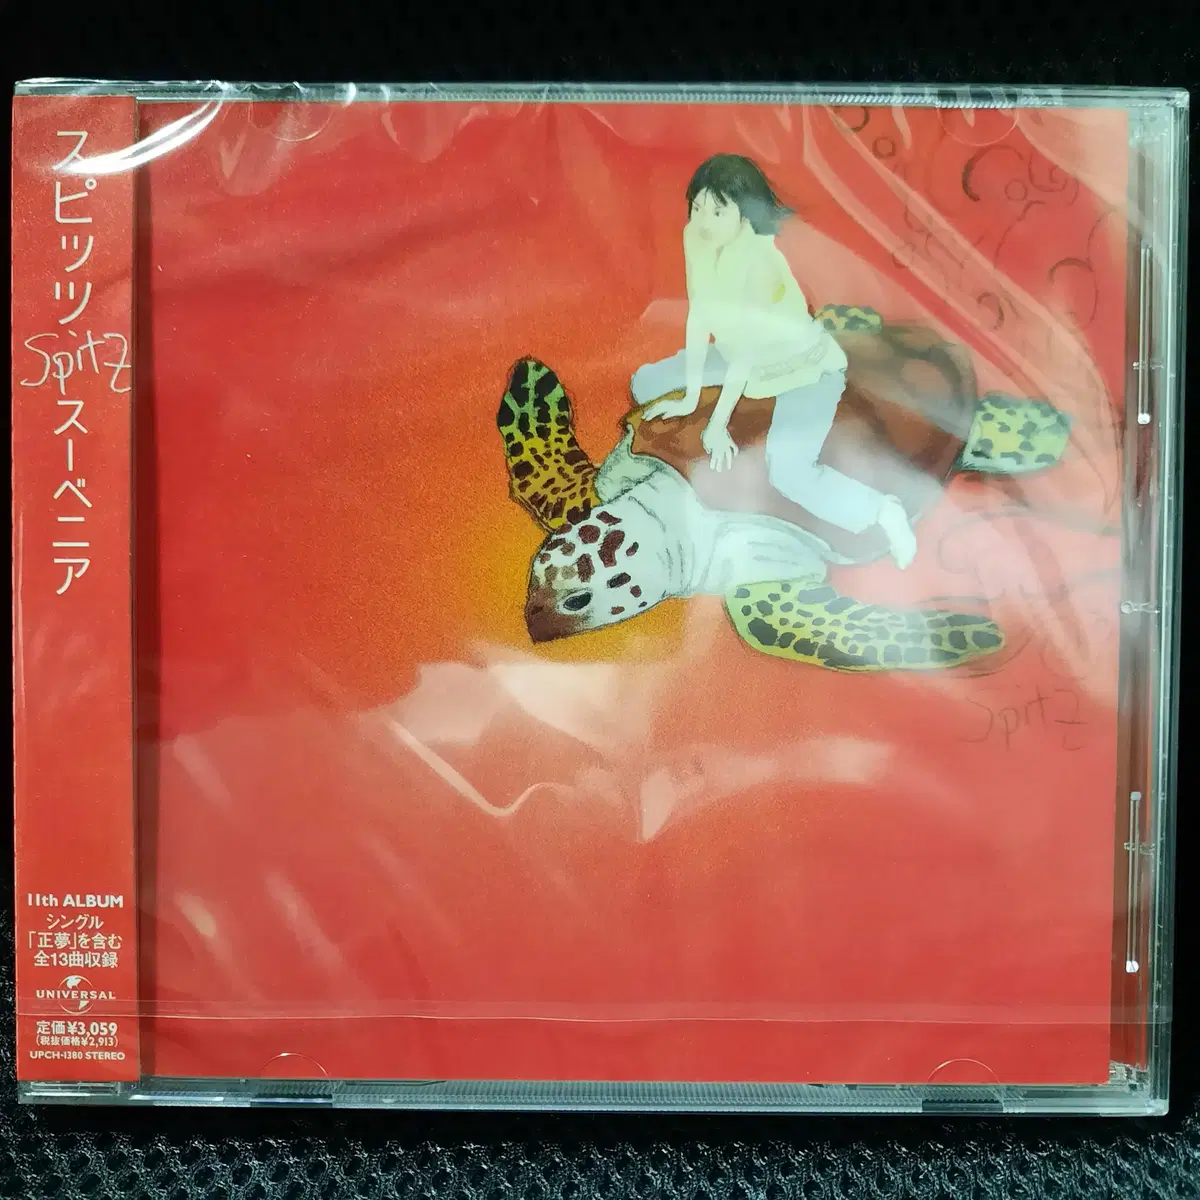 スピッツ
Spitz
スーベニア
11th ALBUM
シングル
「正夢」を含む
全13曲収録
UNIVERSAL
定価¥3,059
(税抜価格¥2,913)
UPCH-1380 STEREO
Spitz